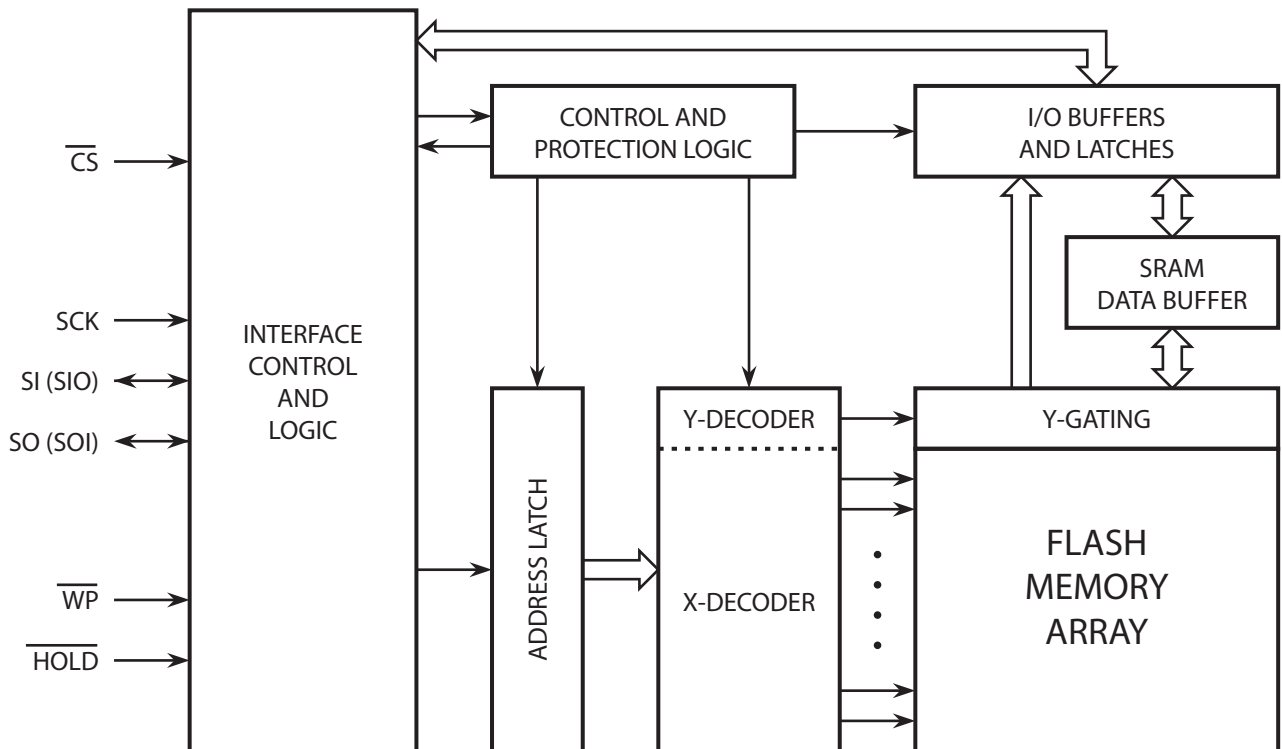 CS
SCK
SI (SIO)
SO (SOI)
WP
HOLD
INTERFACE
CONTROL
AND
LOGIC
CONTROL AND
PROTECTION LOGIC
I/O BUFFERS
AND LATCHES
SRAM
DATA BUFFER
ADDRESS LATCH
Y-DECODER
X-DECODER
Y-GATING
FLASH
MEMORY
ARRAY